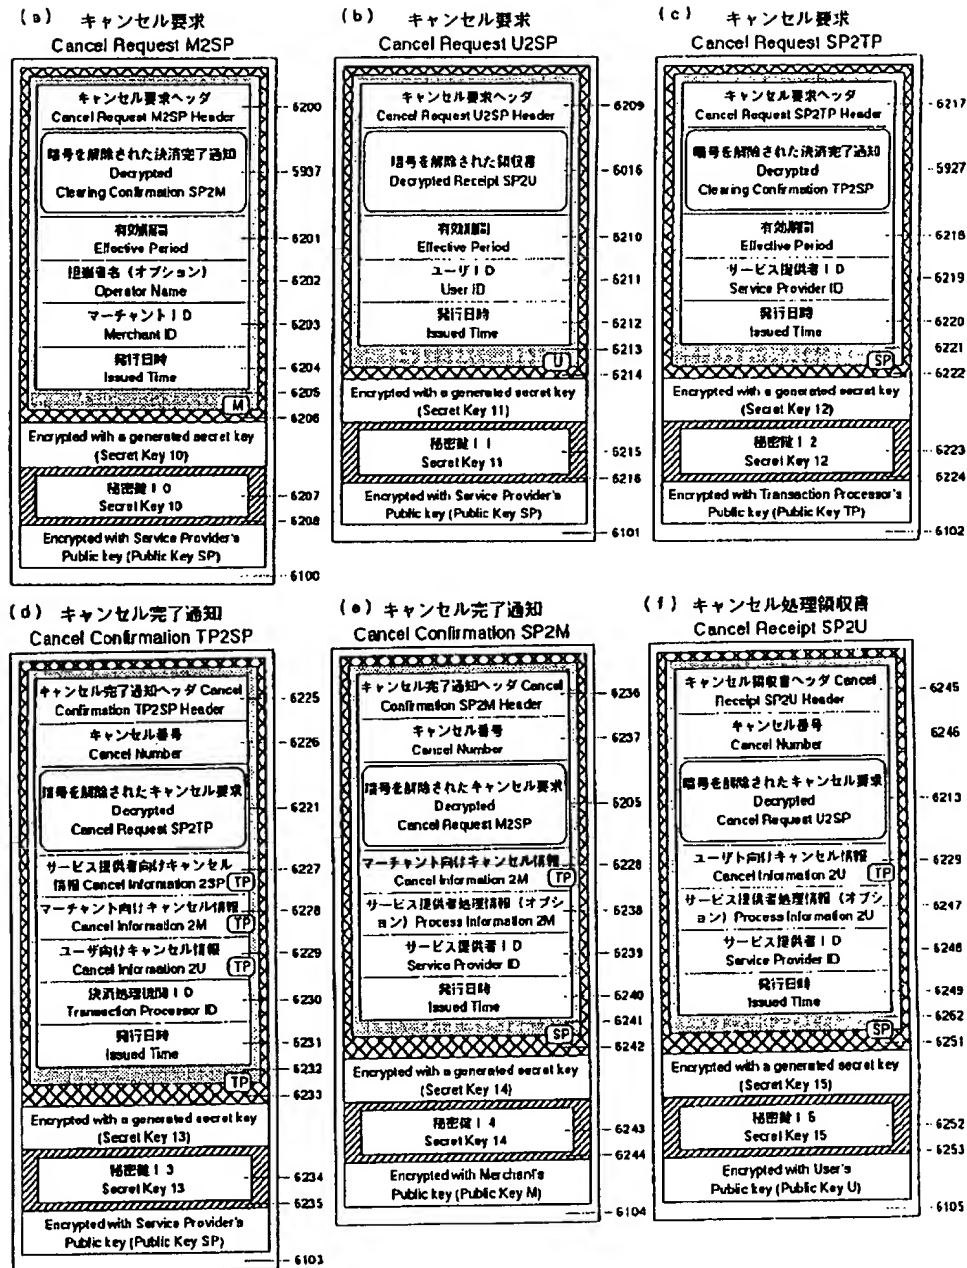 (a) キャンセル要求
Cancel Request M2SP
キャンセル要求ヘッダ
Cancel Request M2SP Header
暗号を解除された決済完了通知
Decrypted
Clearing Confirmation SP2M
有効期間
Effective Period
担当者名(オプション)
Operator Name
マーチャントID
Merchant ID
発行日時
Issued Time
M
Encrypted with a generated secret key
(Secret Key 10)
秘密鍵10
Secret Key 10
Encrypted with Service Provider's
Public key (Public Key SP)
6200
5937
6201
6202
6203
6204
6205
6206
6207
6208
6100
(b) キャンセル要求
Cancel Request U2SP
キャンセル要求ヘッダ
Cancel Request U2SP Header
暗号を解除された領収書
Decrypted Receipt SP2U
有効期間
Effective Period
ユーザID
User ID
発行日時
Issued Time
U
Encrypted with a generated secret key
(Secret Key 11)
秘密鍵11
Secret Key 11
Encrypted with Service Provider's
Public key (Public Key SP)
6209
6016
6210
6211
6212
6213
6214
6215
6216
6101
(c) キャンセル要求
Cancel Request SP2TP
キャンセル要求ヘッダ
Cancel Request SP2TP Header
暗号を解除された決済完了通知
Decrypted
Clearing Confirmation TP2SP
有効期間
Effective Period
サービス提供者ID
Service Provider ID
発行日時
Issued Time
SP
Encrypted with a generated secret key
(Secret Key 12)
秘密鍵12
Secret Key 12
Encrypted with Transaction Processor's
Public key (Public Key TP)
6217
5927
6218
6219
6220
6221
6222
6223
6224
6102
(d) キャンセル完了通知
Cancel Confirmation TP2SP
キャンセル完了通知ヘッダ Cancel
Confirmation TP2SP Header
キャンセル番号
Cancel Number
暗号を解除されたキャンセル要求
Decrypted
Cancel Request SP2TP
サービス提供者向けキャンセル
情報 Cancel Information 2SP TP
マーチャント向けキャンセル情報
Cancel Information 2M TP
ユーザ向けキャンセル情報
Cancel Information 2U TP
決済処理機関ID
Transaction Processor ID
発行日時
Issued Time
TP
Encrypted with a generated secret key
(Secret Key 13)
秘密鍵13
Secret Key 13
Encrypted with Service Provider's
Public key (Public Key SP)
6225
6226
6221
6227
6228
6229
6230
6231
6232
6233
6234
6235
6103
(e) キャンセル完了通知
Cancel Confirmation SP2M
キャンセル完了通知ヘッダ Cancel
Confirmation SP2M Header
キャンセル番号
Cancel Number
暗号を解除されたキャンセル要求
Decrypted
Cancel Request M2SP
マーチャント向けキャンセル情報
Cancel Information 2M TP
サービス提供者処理情報(オプショ
ン) Process Information 2M
サービス提供者ID
Service Provider ID
発行日時
Issued Time
SP
Encrypted with a generated secret key
(Secret Key 14)
秘密鍵14
Secret Key 14
Encrypted with Merchant's
Public key (Public Key M)
6236
6237
6205
6228
6238
6239
6240
6241
6242
6243
6244
6104
(f) キャンセル処理領収書
Cancel Receipt SP2U
キャンセル領収書ヘッダ Cancel
Receipt SP2U Header
キャンセル番号
Cancel Number
暗号を解除されたキャンセル要求
Decrypted
Cancel Request U2SP
ユーザト向けキャンセル情報
Cancel Information 2U TP
サービス提供者処理情報(オプショ
ン) Process Information 2U
サービス提供者ID
Service Provider ID
発行日時
Issued Time
SP
Encrypted with a generated secret key
(Secret Key 15)
秘密鍵15
Secret Key 15
Encrypted with User's
Public key (Public Key U)
6245
6246
6213
6229
6247
6248
6249
6262
6251
6252
6253
6105